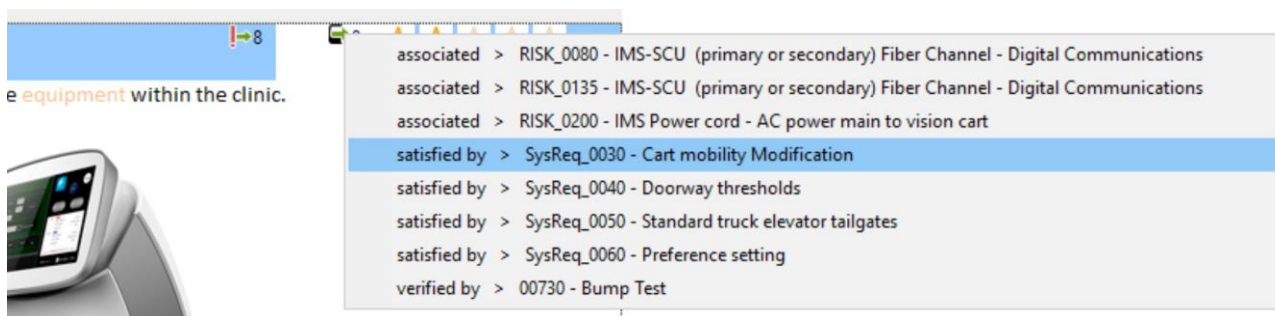 8
associated > RISK_0080 - IMS-SCU (primary or secondary) Fiber Channel - Digital Communications
e equipment within the clinic.
associated > RISK_0135 - IMS-SCU (primary or secondary) Fiber Channel - Digital Communications
associated > RISK_0200 - IMS Power cord - AC power main to vision cart
satisfied by > SysReq_0030 - Cart mobility Modification
satisfied by > SysReq_0040 - Doorway thresholds
satisfied by > SysReq_0050 - Standard truck elevator tailgates
satisfied by > SysReq_0060 - Preference setting
verified by > 00730 - Bump Test